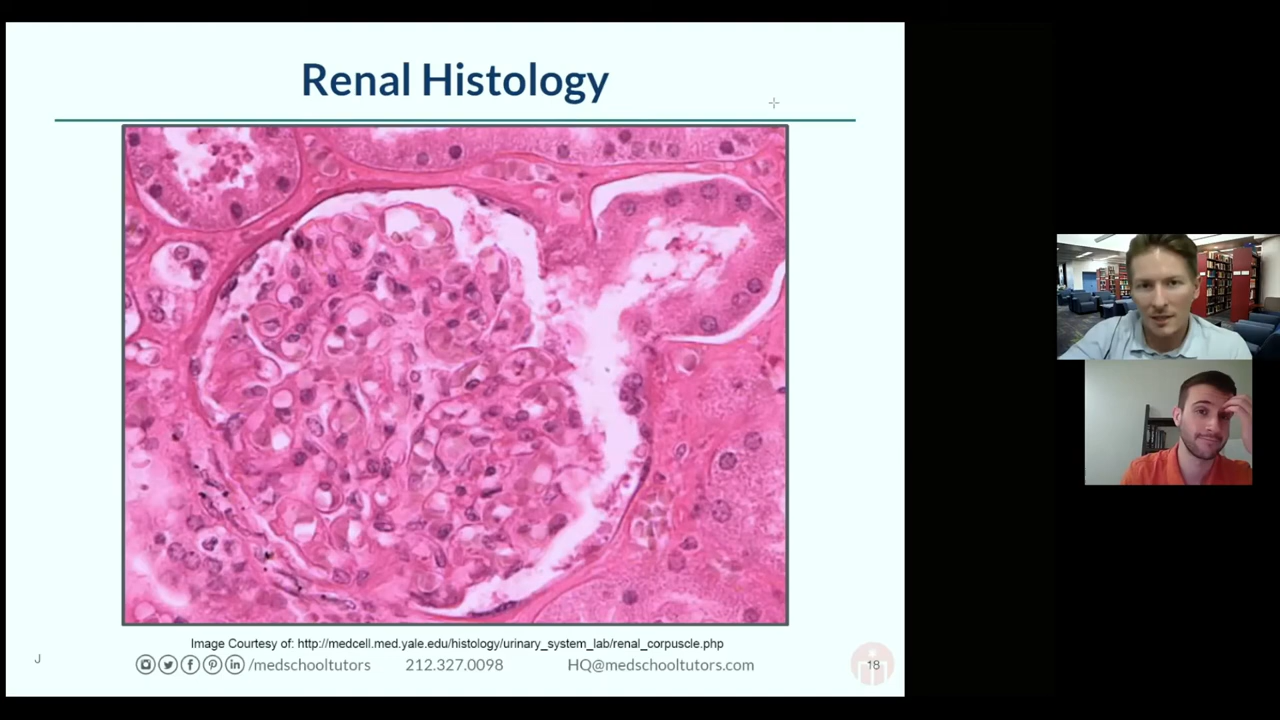 Renal Histology
Image Courtesy of: http://medcell.med.yale.edu/histology/urinary_system_lab/renal_corpuscle.php
J
/medschooltutors 212.327.0098 HQ@medschooltutors.com
18